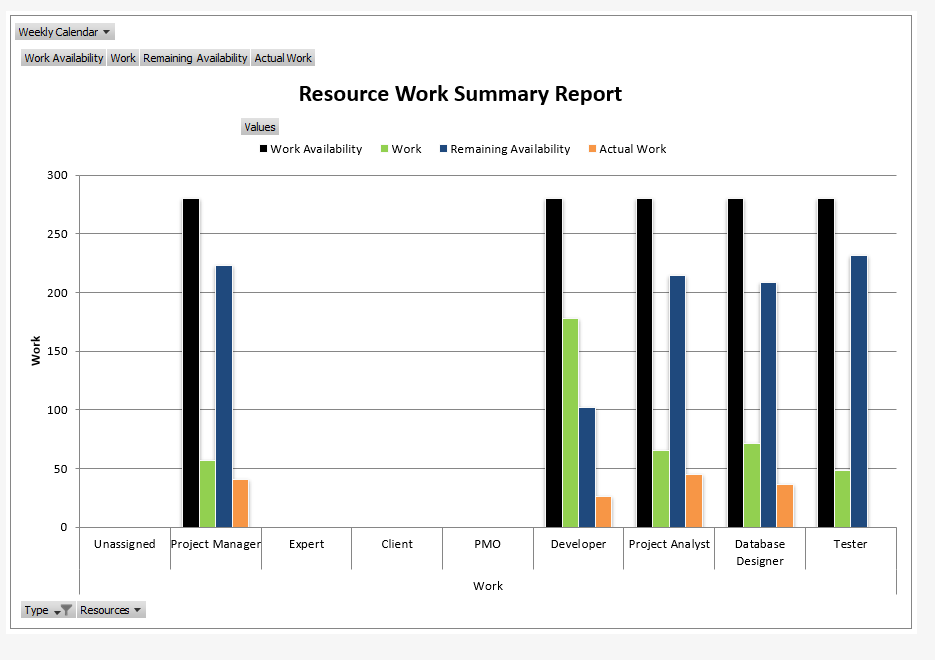 Weekly Calendar
Work Availability Work Remaining Availability Actual Work
Resource Work Summary Report
Values
Work Availability Work Remaining Availability Actual Work
300
250
200
150
100
50
0
Work
Unassigned Project Manager Expert Client PMO Developer Project Analyst Database Tester
Designer
Work
Type Resources